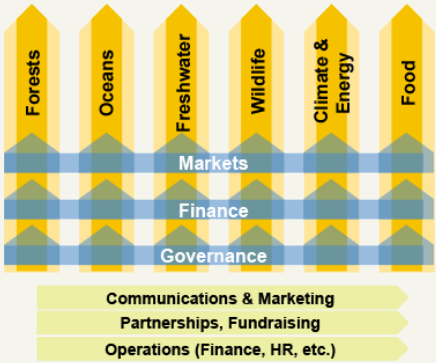 Forests
Oceans
Freshwater
Wildlife
Climate &
Energy
Food
Markets
Finance
Governance
Communications & Marketing
Partnerships, Fundraising
Operations (Finance, HR, etc.)